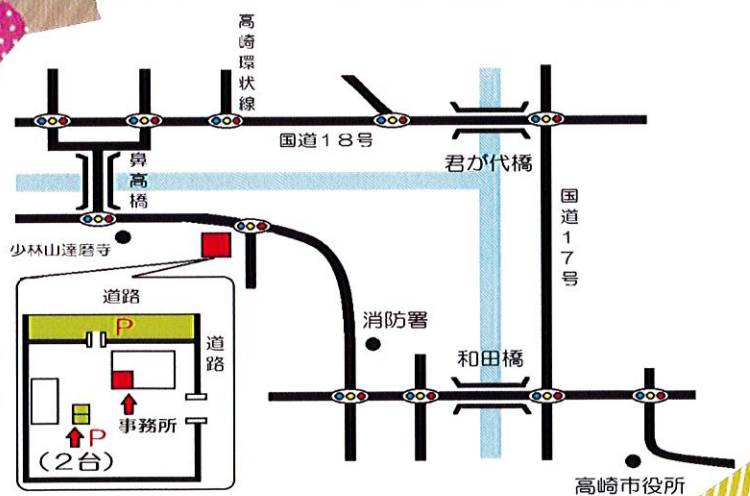 高崎環状線
国道18号
君が代橋
鼻高橋
国道17号
少林山達磨寺
道路
P
道路
消防署
和田橋
事務所
P
(2台)
高崎市役所